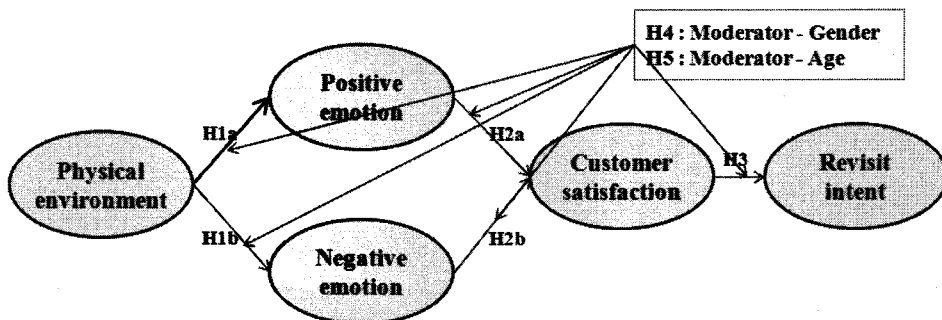 H4 : Moderator - Gender
H5 : Moderator - Age
Positive
emotion
H1a
H2a
Physical
environment
Customer
satisfaction
H3
Revisit
intent
H1b
H2b
Negative
emotion